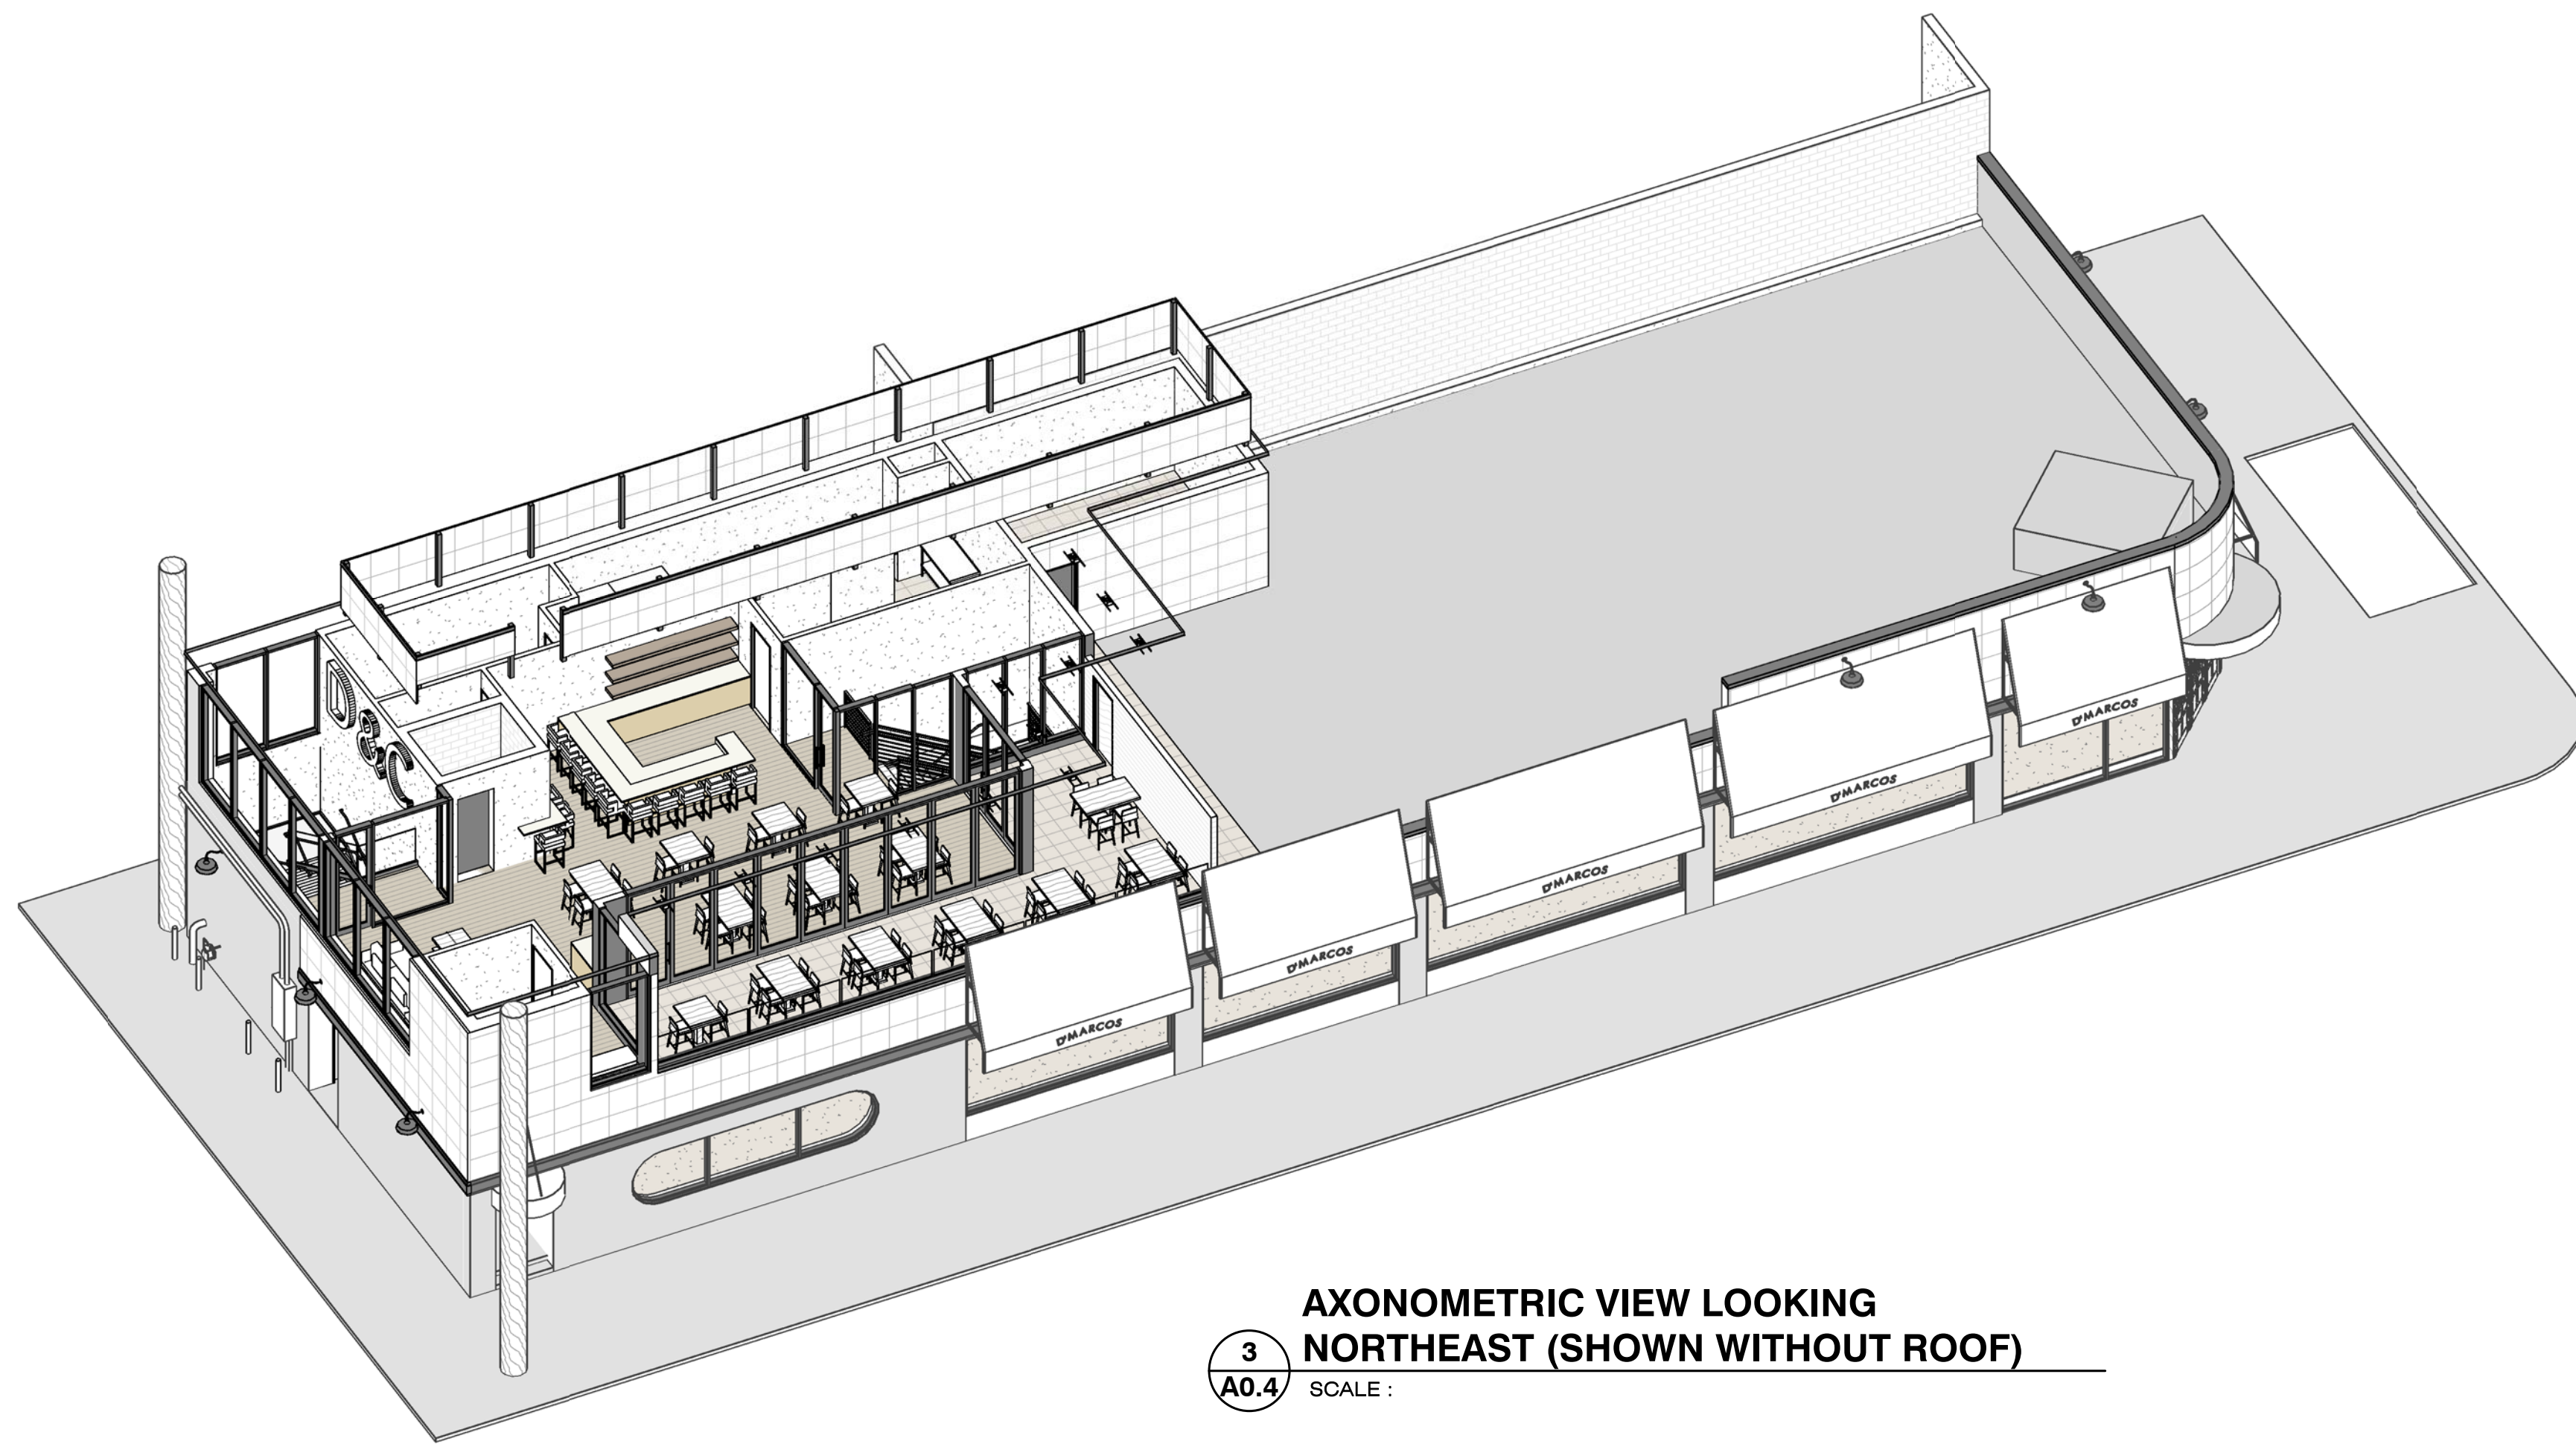 D&C
D'MARCOS
D'MARCOS
D'MARCOS
D'MARCOS
D'MARCOS
AXONOMETRIC VIEW LOOKING
NORTHEAST (SHOWN WITHOUT ROOF)
3
A0.4
SCALE :